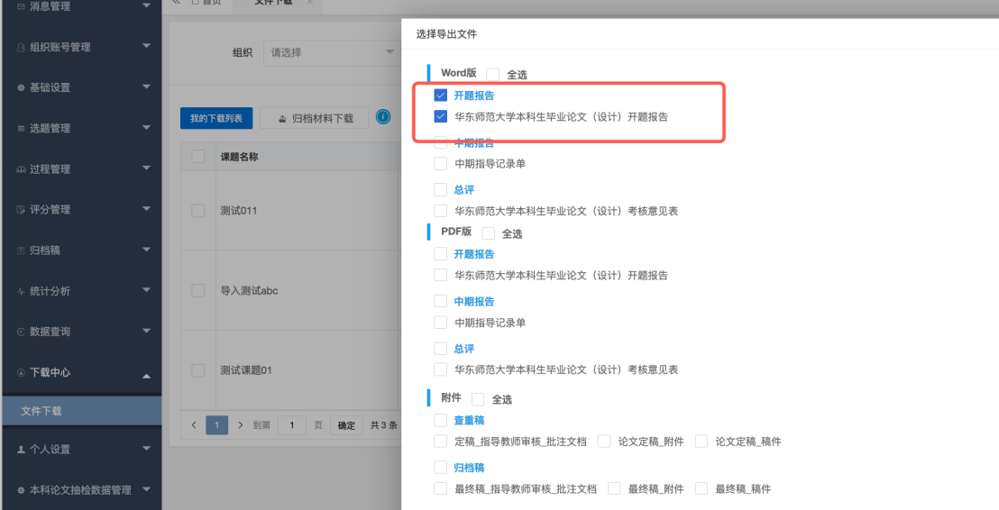 消息管理
组织账号管理
基础设置
选题管理
过程管理
评分管理
归档稿
统计分析
数据查询
下载中心
文件下载
个人设置
本科论文抽检数据管理
首页 文件下载 ×
组织 请选择
我的下载列表 归档材料下载
课题名称
测试011
导入测试abc
测试课题01
< 1 > 到第 1 页 确定 共 3 条
选择导出文件
Word版 全选
开题报告
华东师范大学本科生毕业论文（设计）开题报告
中期报告
中期指导记录单
总评
华东师范大学本科生毕业论文（设计）考核意见表
PDF版 全选
开题报告
华东师范大学本科生毕业论文（设计）开题报告
中期报告
中期指导记录单
总评
华东师范大学本科生毕业论文（设计）考核意见表
附件 全选
查重稿
定稿_指导教师审核_批注文档 论文定稿_附件 论文定稿_稿件
归档稿
最终稿_指导教师审核_批注文档 最终稿_附件 最终稿_稿件